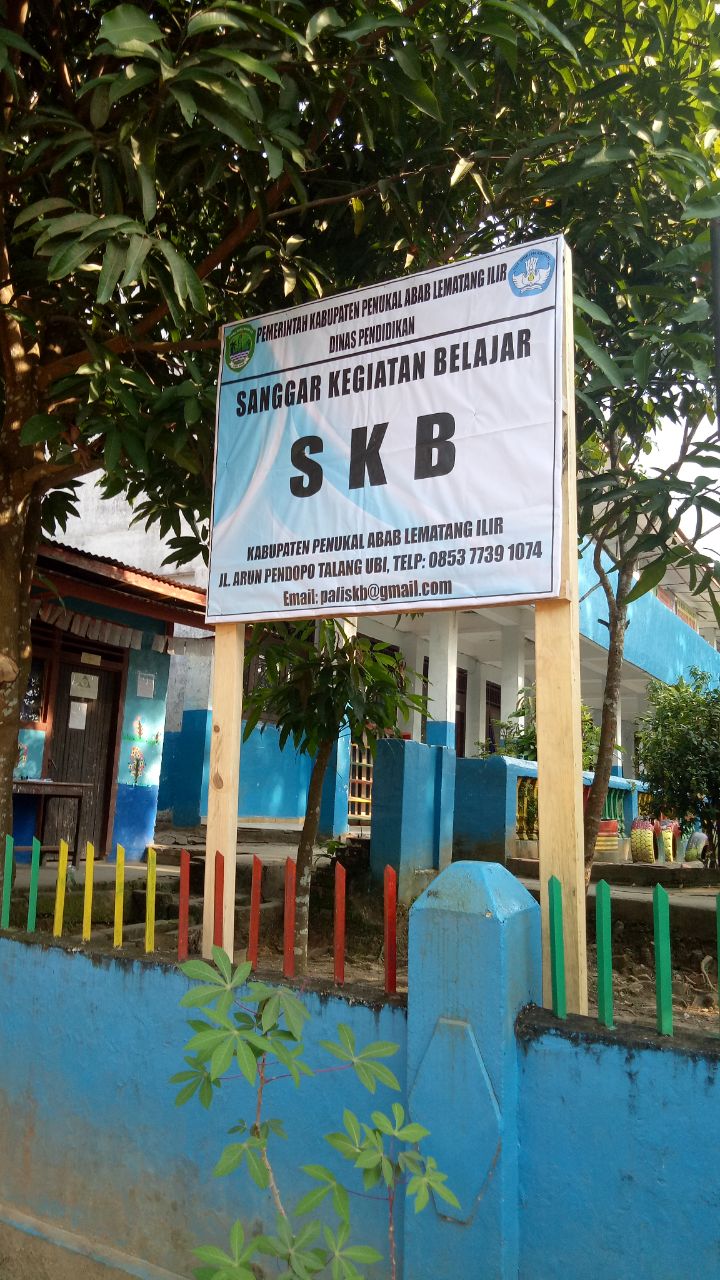 PEMERINTAH KABUPATEN PENUKAL ABAB LEMATANG ILIR
DINAS PENDIDIKAN
SANGGAR KEGIATAN BELAJAR
SKB
KABUPATEN PENUKAL ABAB LEMATANG ILIR
JL. ARUN PENDOPO TALANG UBI, TELP: 0853 7739 1074
Email: paliskb@gmail.com